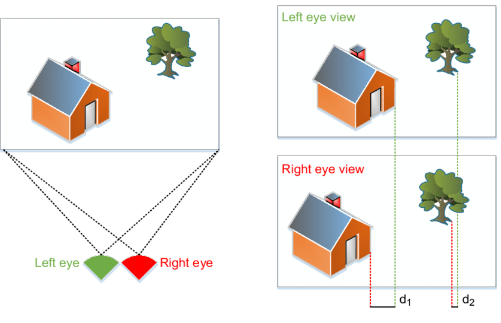 Left eye
Right eye
Left eye view
Right eye view
d1
d2